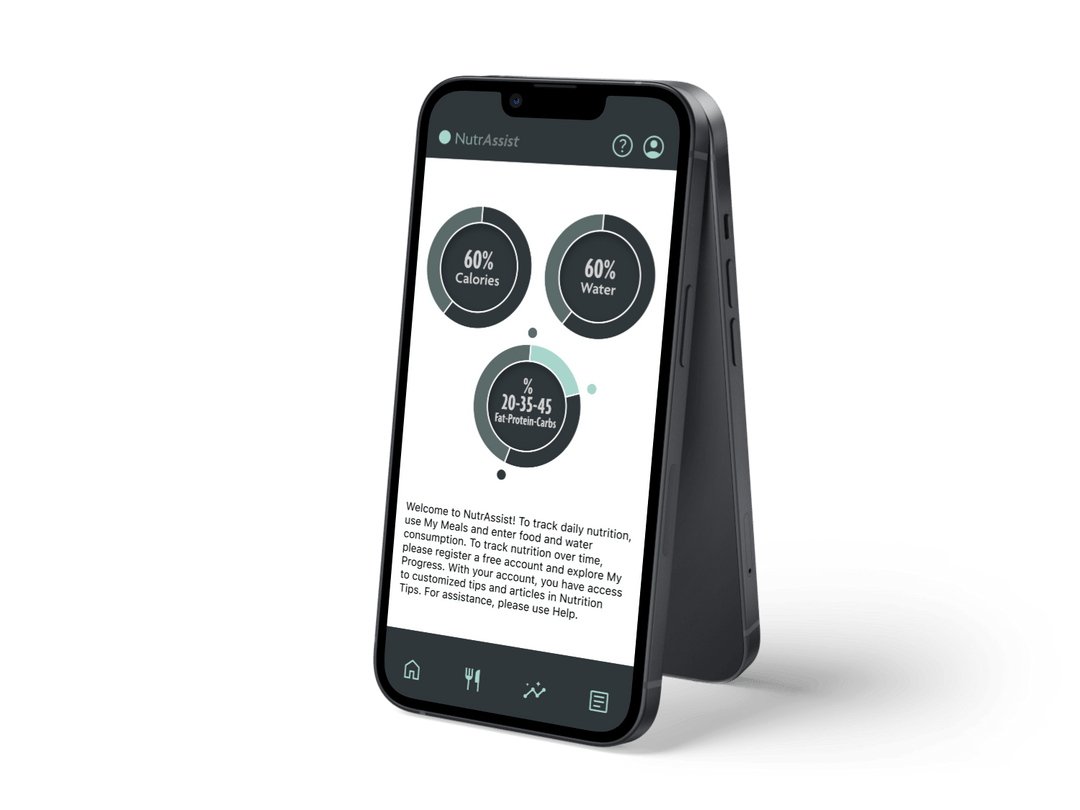 NutrAssist
?
60%
Calories
60%
Water
%
20-35-45
Fat-Protein-Carbs
Welcome to NutrAssist! To track daily nutrition,
use My Meals and enter food and water
consumption. To track nutrition over time,
please register a free account and explore My
Progress. With your account, you have access
to customized tips and articles in Nutrition
Tips. For assistance, please use Help.